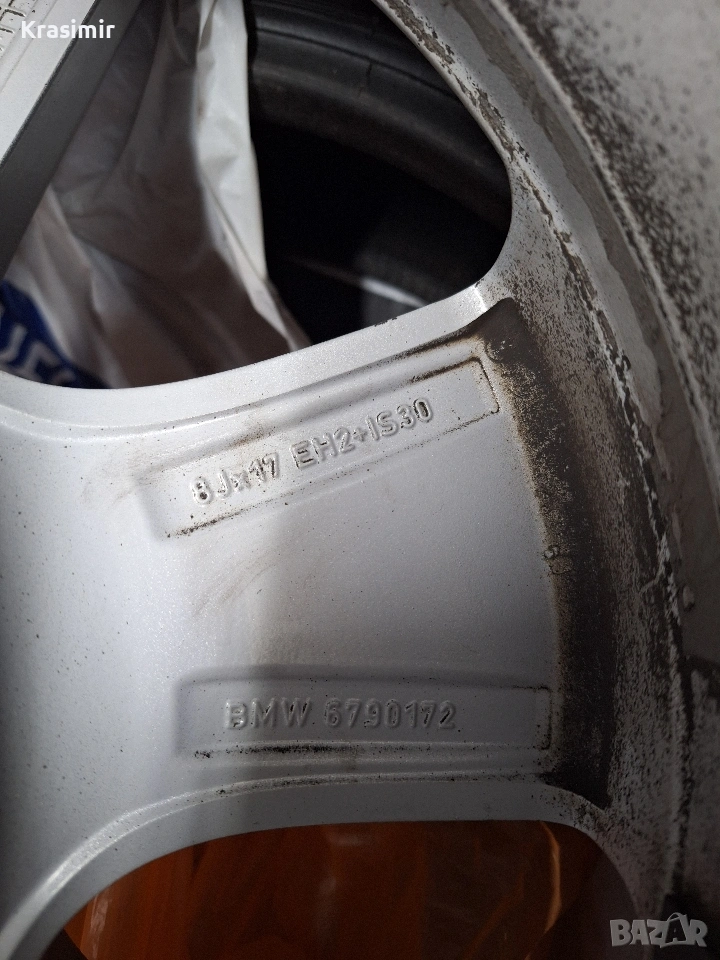 Krasimir
8Jx17 EH2+IS30
BMW 6790172
BAZAR